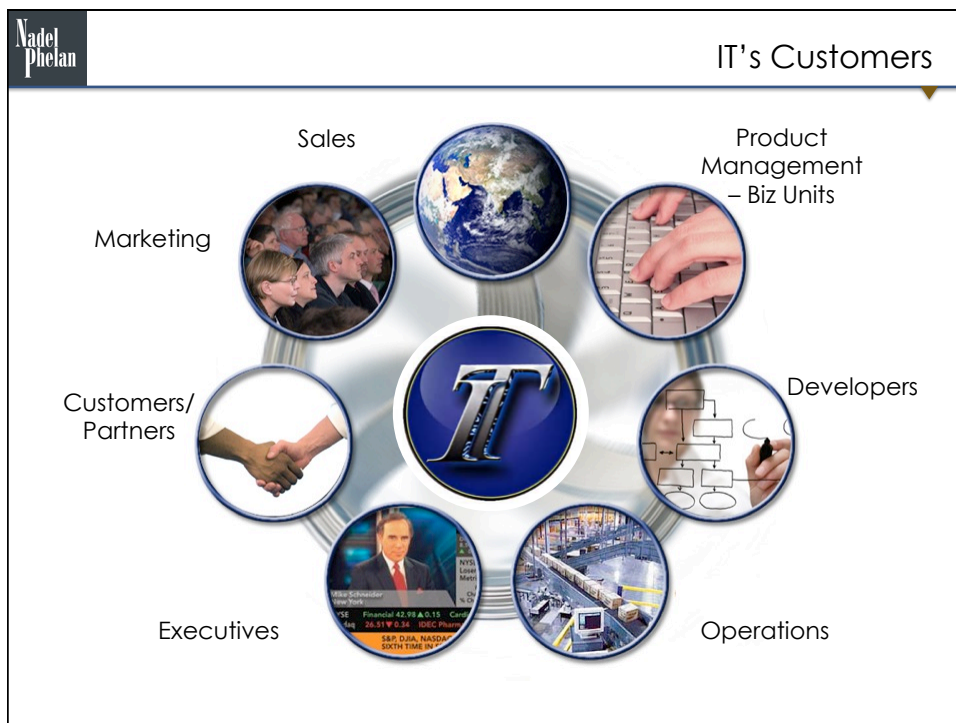 Nadel
Phelan
IT's Customers
Sales
Product
Management
– Biz Units
Marketing
Customers/
Partners
IT
Developers
Executives
Operations
Mike Schneider
New York
Financial 42.98▲0.15
26.51▼0.34 IDEC Pharm
S&P, DJIA, NASDAQ
SIXTH TIME IN